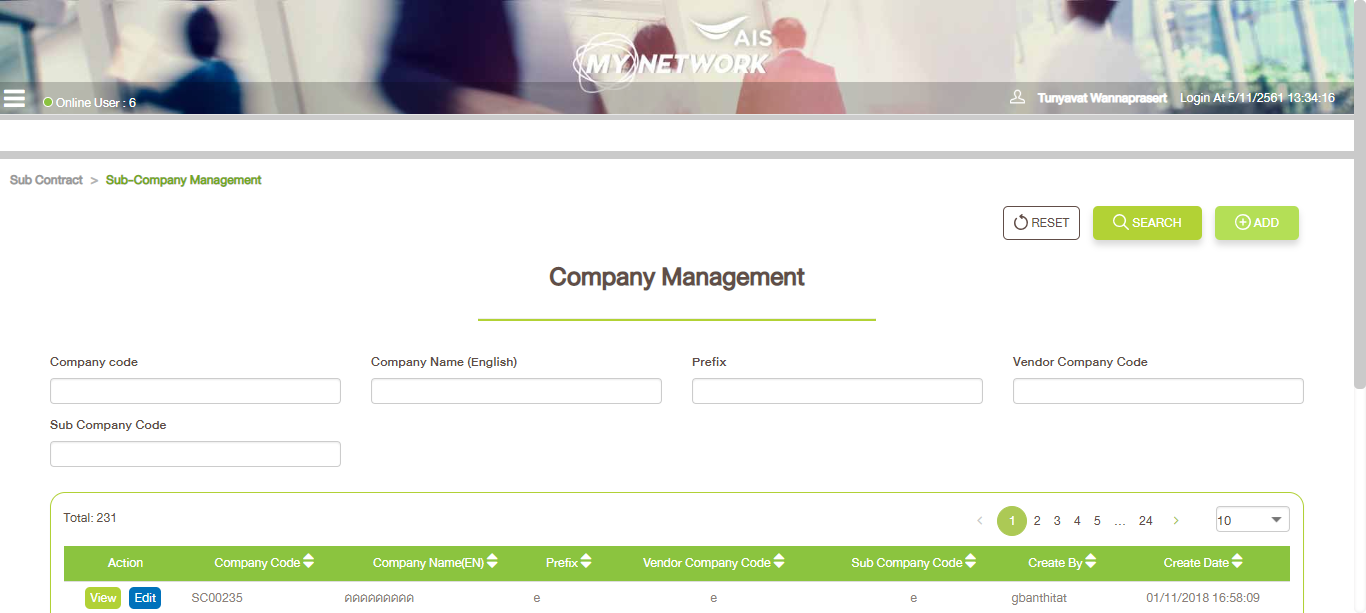 AIS
MY NETWORK
Online User : 6
Tunyavat Wannaprasert Login At 5/11/2561 13:34:16
Sub Contract > Sub-Company Management
RESET SEARCH ADD
Company Management
Company code Company Name (English) Prefix Vendor Company Code
Sub Company Code
Total: 231 < 1 2 3 4 5 ... 24 > 10
Action Company Code Company Name(EN) Prefix Vendor Company Code Sub Company Code Create By Create Date
View Edit SC00235 ดดดดดดดดด e e e gbanthitat 01/11/2018 16:58:09